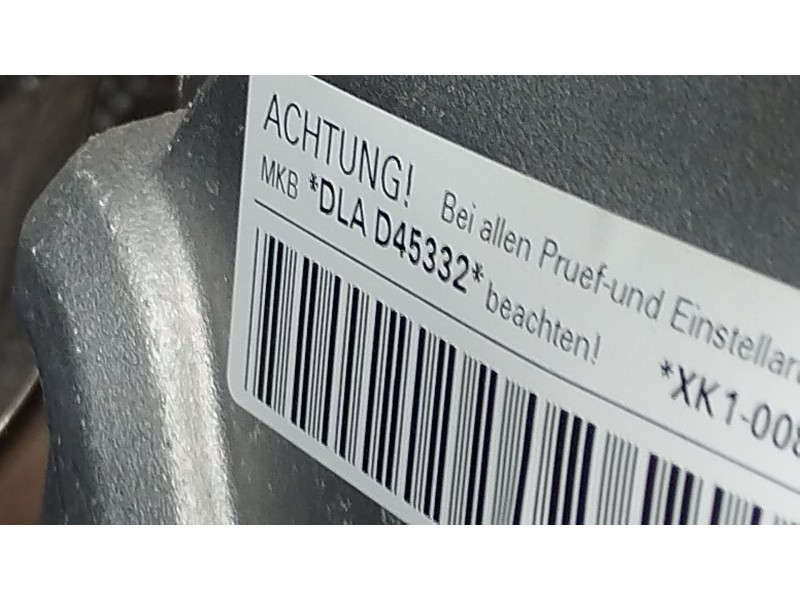 ACHTUNG! Bei allen Pruef-und
MKB *DLA D45332* beachten!
*XK1-00